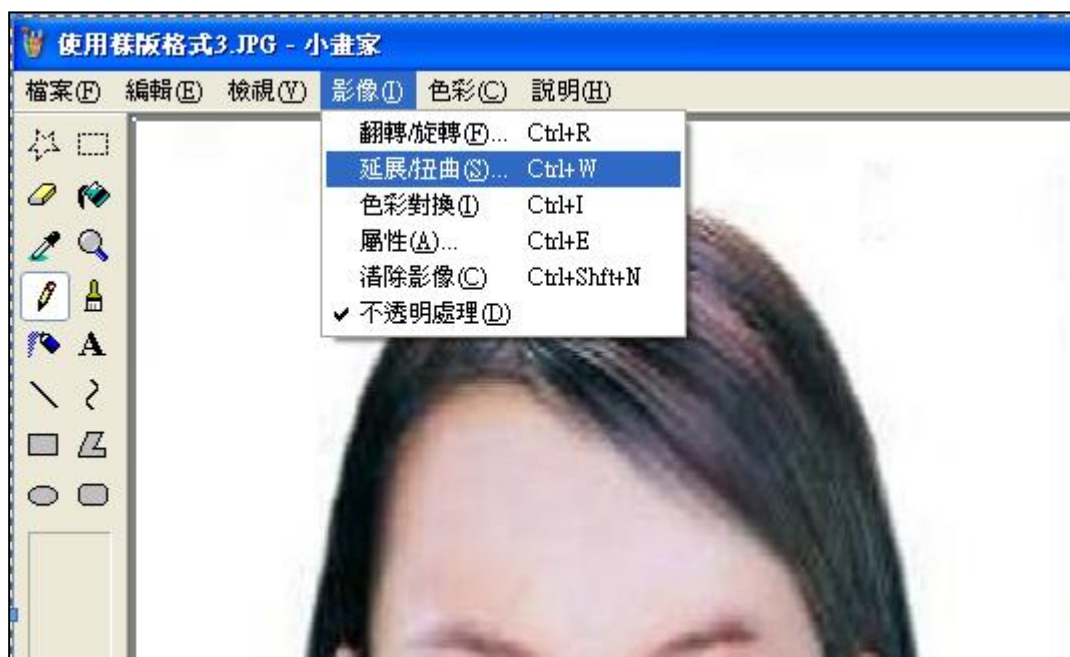 使用樣版格式3.JPG - 小畫家
檔案(F) 編輯(E) 檢視(V) 影像(I) 色彩(C) 說明(H)
翻轉/旋轉(F)... Ctrl+R
延展/扭曲(S)... Ctrl+W
色彩對換(I) Ctrl+I
屬性(A)... Ctrl+E
清除影像(C) Ctrl+Shft+N
✓ 不透明處理(D)
A